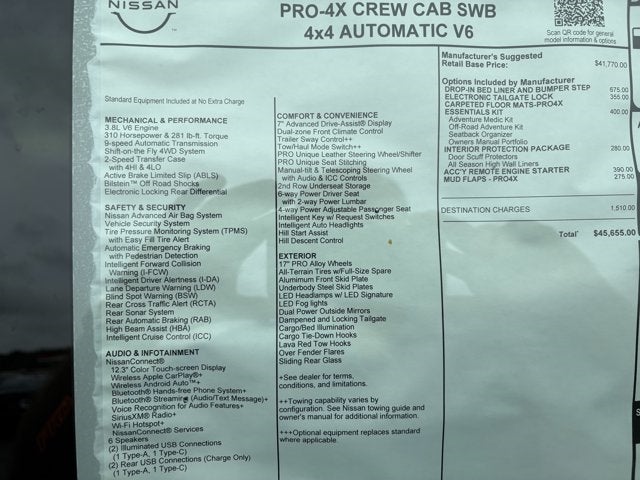 NISSAN
PRO-4X CREW CAB SWB
4x4 AUTOMATIC V6
Scan QR code for general
model information & options
Standard Equipment Included at No Extra Charge
MECHANICAL & PERFORMANCE
3.8L V6 Engine
310 Horsepower & 281 lb-ft. Torque
9-speed Automatic Transmission
Shift-on-the Fly 4WD System
2-Speed Transfer Case
with 4HI & 4LO
Active Brake Limited Slip (ABLS)
Bilstein™ Off Road Shocks
Electronic Locking Rear Differential
SAFETY & SECURITY
Nissan Advanced Air Bag System
Vehicle Security System
Tire Pressure Monitoring System (TPMS)
with Easy Fill Tire Alert
Automatic Emergency Braking
with Pedestrian Detection
Intelligent Forward Collision
Warning (I-FCW)
Intelligent Driver Alertness (I-DA)
Lane Departure Warning (LDW)
Blind Spot Warning (BSW)
Rear Cross Traffic Alert (RCTA)
Rear Sonar System
Rear Automatic Braking (RAB)
High Beam Assist (HBA)
Intelligent Cruise Control (ICC)
AUDIO & INFOTAINMENT
NissanConnect®
12.3" Color Touch-screen Display
Wireless Apple CarPlay®+
Wireless Android Auto™+
Bluetooth® Hands-free Phone System+
Bluetooth® Streaming (Audio/Text Message)+
Voice Recognition for Audio Features+
SiriusXM® Radio+
Wi-Fi Hotspot+
NissanConnect® Services
6 Speakers
(2) Illuminated USB Connections
(1 Type-A, 1 Type-C)
(2) Rear USB Connections (Charge Only)
(1 Type-A, 1 Type-C)
COMFORT & CONVENIENCE
7" Advanced Drive-Assist® Display
Dual-zone Front Climate Control
Trailer Sway Control++
Tow/Haul Mode Switch++
PRO Unique Leather Steering Wheel/Shifter
PRO Unique Seat Stitching
Manual-tilt & Telescoping Steering Wheel
with Audio & ICC Controls
2nd Row Underseat Storage
6-way Power Driver Seat
with 2-way Power Lumbar
4-way Power Adjustable Passenger Seat
Intelligent Key w/ Request Switches
Intelligent Auto Headlights
Hill Start Assist
Hill Descent Control
EXTERIOR
17" PRO Alloy Wheels
All-Terrain Tires w/Full-Size Spare
Alumimum Front Skid Plate
Underbody Steel Skid Plates
LED Headlamps w/ LED Signature
LED Fog lights
Dual Power Outside Mirrors
Dampened and Locking Tailgate
Cargo/Bed Illumination
Cargo Tie-Down Hooks
Lava Red Tow Hooks
Over Fender Flares
Sliding Rear Glass
+See dealer for terms,
conditions, and limitations.
++Towing capability varies by
configuration. See Nissan towing guide and
owner's manual for additional information.
+++Optional equipment replaces standard
where applicable.
Manufacturer's Suggested
Retail Base Price: $41,770.00
Options Included by Manufacturer
DROP-IN BED LINER AND BUMPER STEP 675.00
ELECTRONIC TAILGATE LOCK 355.00
CARPETED FLOOR MATS-PRO4X
ESSENTIALS KIT 400.00
Adventure Medic Kit
Off-Road Adventure Kit
Seatback Organizer
Owners Manual Portfolio
INTERIOR PROTECTION PACKAGE 280.00
Door Scuff Protectors
All Season High Wall Liners
ACC'Y REMOTE ENGINE STARTER 390.00
MUD FLAPS - PRO4X 275.00
DESTINATION CHARGES 1,510.00
Total* $45,655.00